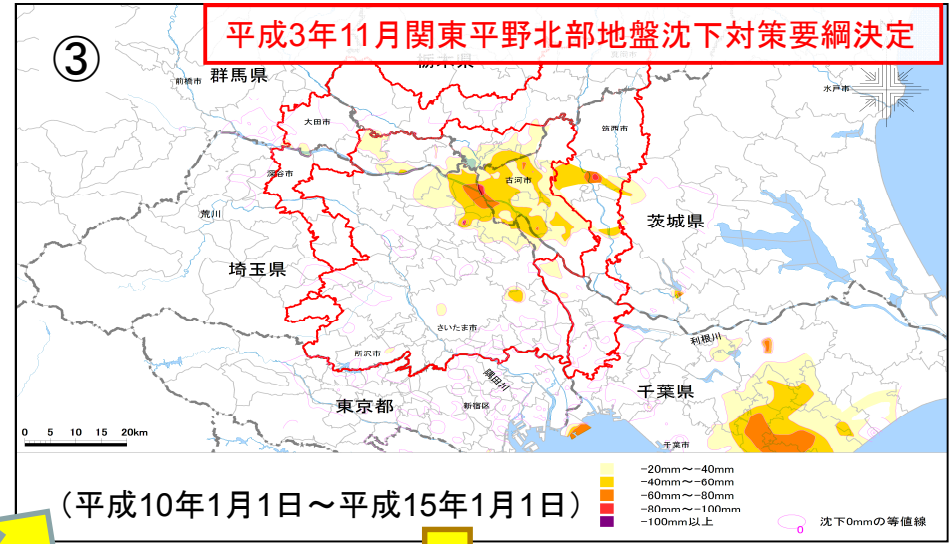 ③
平成3年11月関東平野北部地盤沈下対策要綱決定
栃木県
前橋市
群馬県
水戸市
大田市
筑西市
深谷市
古河市
荒川
茨城県
埼玉県
さいたま市
利根川
所沢市
隅田川
千葉県
東京都
新宿区
千葉市
0 5 10 15 20km
(平成10年1月1日~平成15年1月1日)
-20mm~-40mm
-40mm~-60mm
-60mm~-80mm
-80mm~-100mm
-100mm以上
0
沈下0mmの等値線